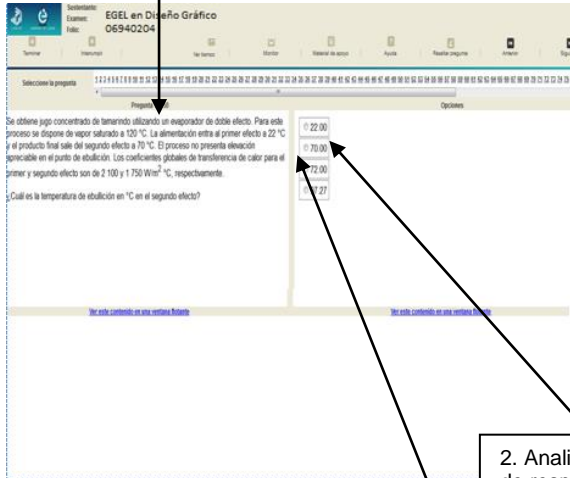 Sustentante:
Examen: EGEL en Diseño Gráfico
Folio: 06940204
Terminar Interrumpir Ver tiempo Monitor Material de apoyo Ayuda Resaltar pregunta Anterior
Seleccione la pregunta
Pregunta
Opciones
Se obtiene jugo concentrado de tamarindo utilizando un evaporador de doble efecto. Para este
proceso se dispone de vapor saturado a 120 °C. La alimentación entra al primer efecto a 22 °C
y el producto final sale del segundo efecto a 70 °C. El proceso no presenta elevación
apreciable en el punto de ebullición. Los coeficientes globales de transferencia de calor para el
primer y segundo efecto son de 2 100 y 1 750 W/m² °C, respectivamente.
¿Cuál es la temperatura de ebullición en °C en el segundo efecto?
22.00
70.00
72.00
Ver este contenido en una ventana flotante
Ver este contenido en una ventana flotante
2. Anali